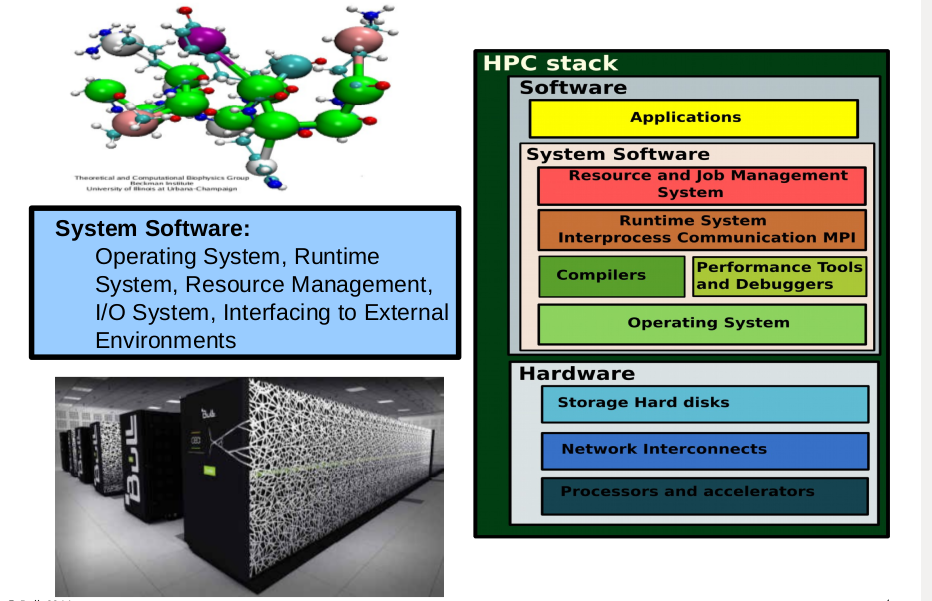 Theoretical and Computational Biophysics Group
Beckman Institute
University of Illinois at Urbana-Champaign
System Software:
Operating System, Runtime
System, Resource Management,
I/O System, Interfacing to External
Environments
Bull
Bull
HPC stack
Software
Applications
System Software
Resource and Job Management
System
Runtime System
Interprocess Communication MPI
Compilers
Performance Tools
and Debuggers
Operating System
Hardware
Storage Hard disks
Network Interconnects
Processors and accelerators